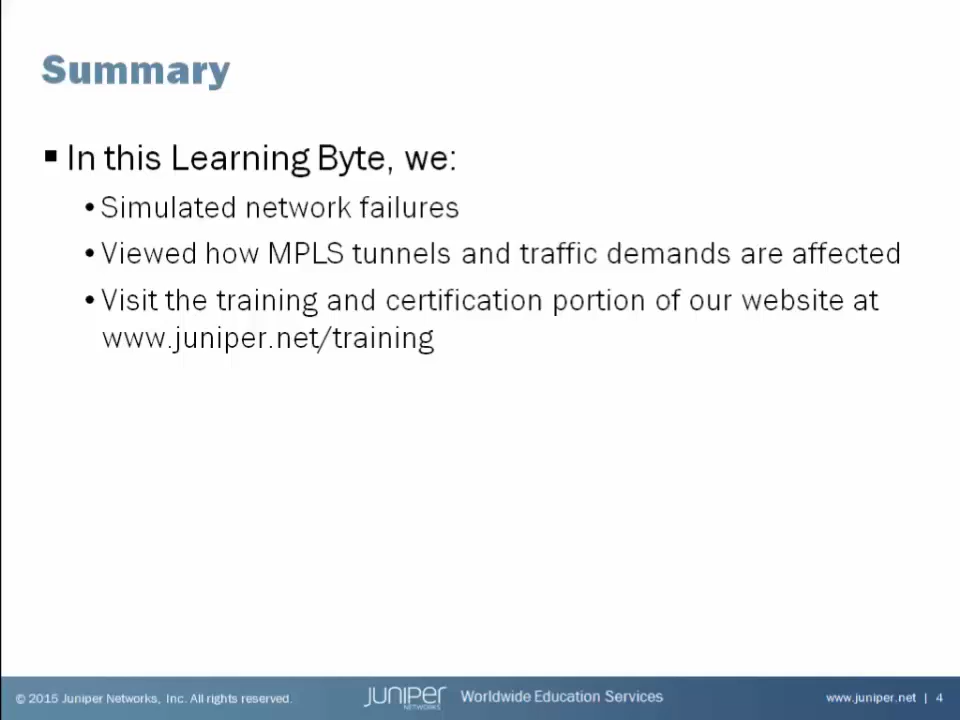 Summary
▪ In this Learning Byte, we:
• Simulated network failures
• Viewed how MPLS tunnels and traffic demands are affected
• Visit the training and certification portion of our website at
www.juniper.net/training
© 2015 Juniper Networks, Inc. All rights reserved.
JUNIPER
NETWORKS
Worldwide Education Services
www.juniper.net | 4